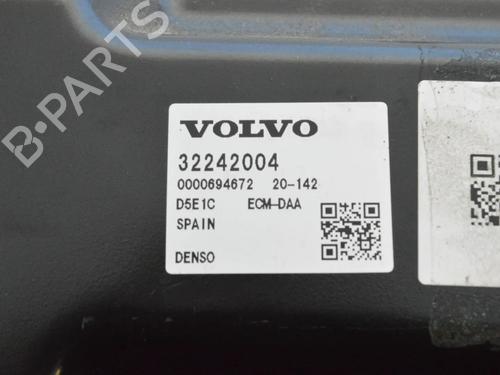 B-PARTS
VOLVO
32242004
0000694672 20-142
D5E1C ECM-DAA
SPAIN
DENSO